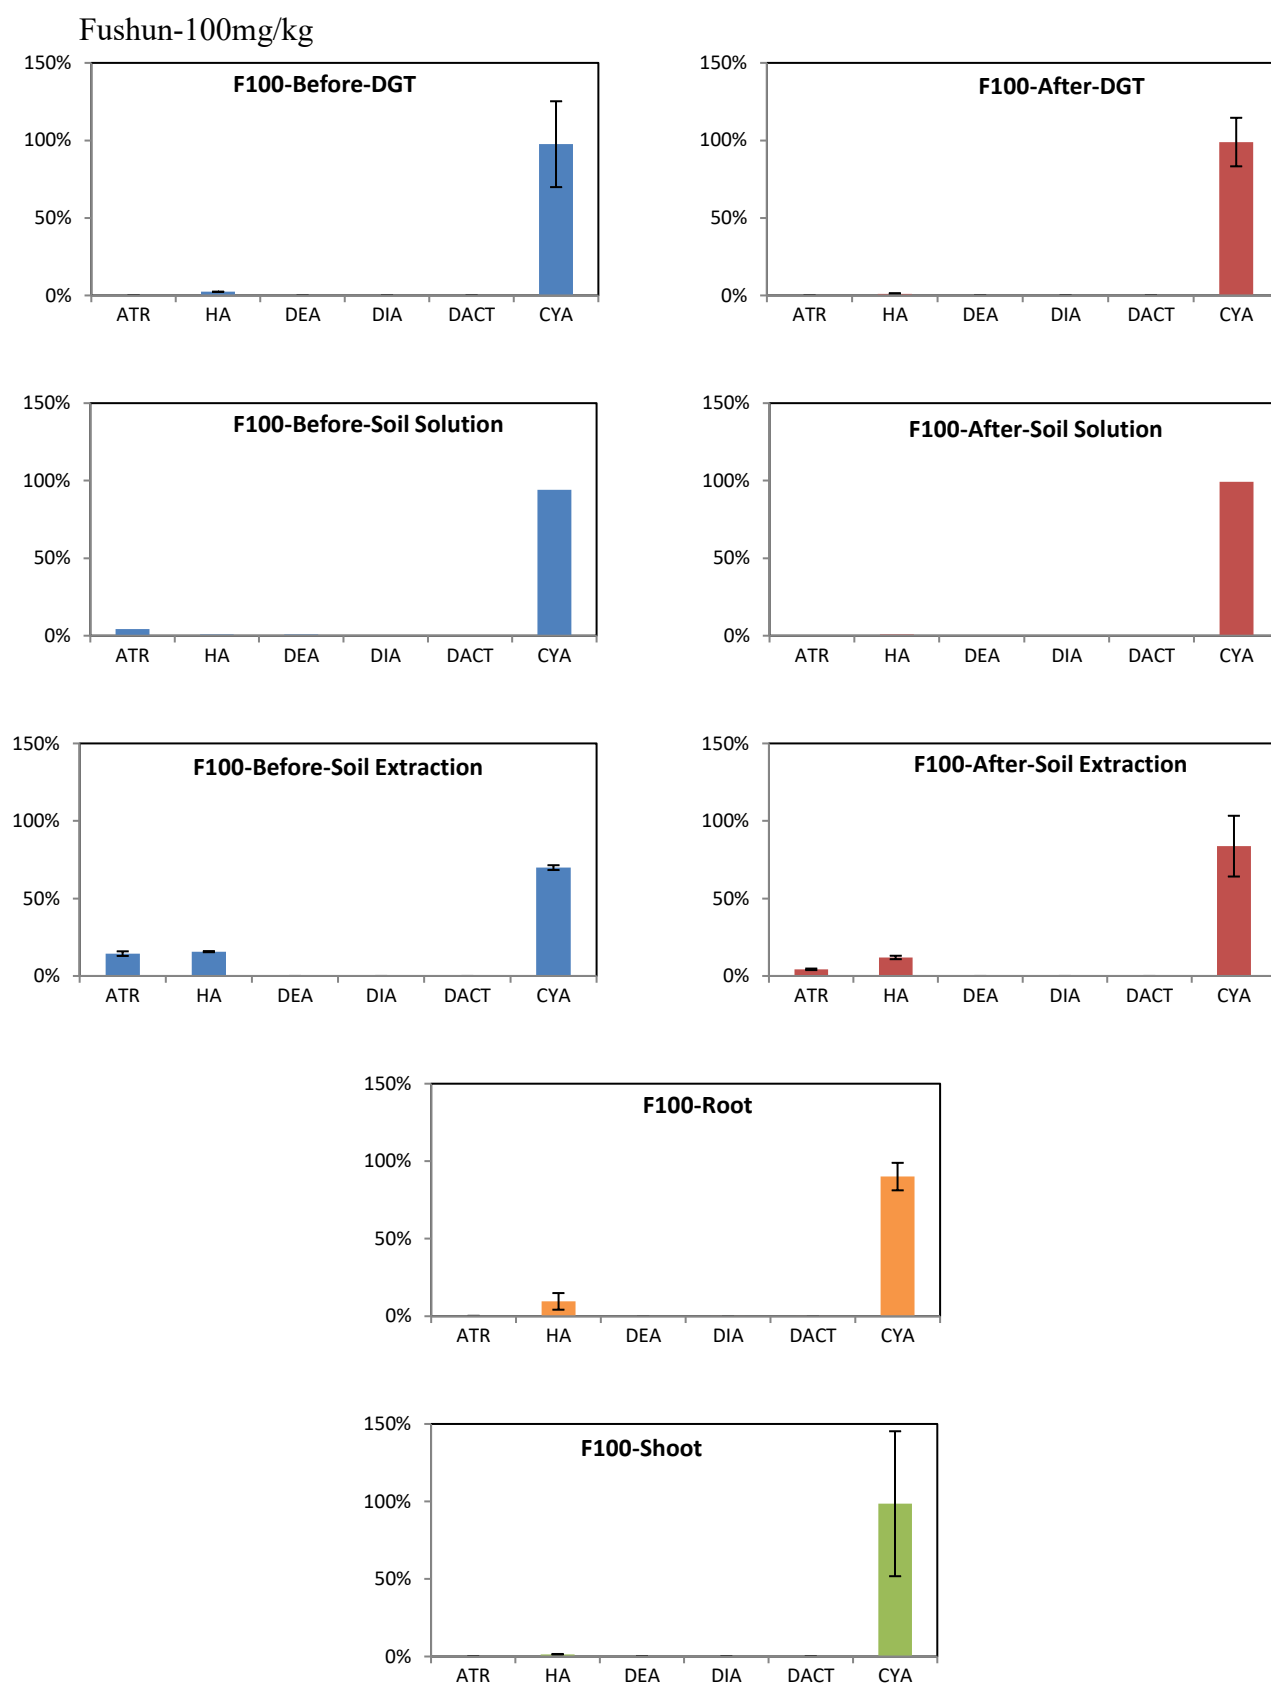 Fushun-100mg/kg
F100-Before-DGT
150%
100%
50%
0%
ATR HA DEA DIA DACT CYA
F100-After-DGT
150%
100%
50%
0%
ATR HA DEA DIA DACT CYA
F100-Before-Soil Solution
150%
100%
50%
0%
ATR HA DEA DIA DACT CYA
F100-After-Soil Solution
150%
100%
50%
0%
ATR HA DEA DIA DACT CYA
F100-Before-Soil Extraction
150%
100%
50%
0%
ATR HA DEA DIA DACT CYA
F100-After-Soil Extraction
150%
100%
50%
0%
ATR HA DEA DIA DACT CYA
F100-Root
150%
100%
50%
0%
ATR HA DEA DIA DACT CYA
F100-Shoot
150%
100%
50%
0%
ATR HA DEA DIA DACT CYA